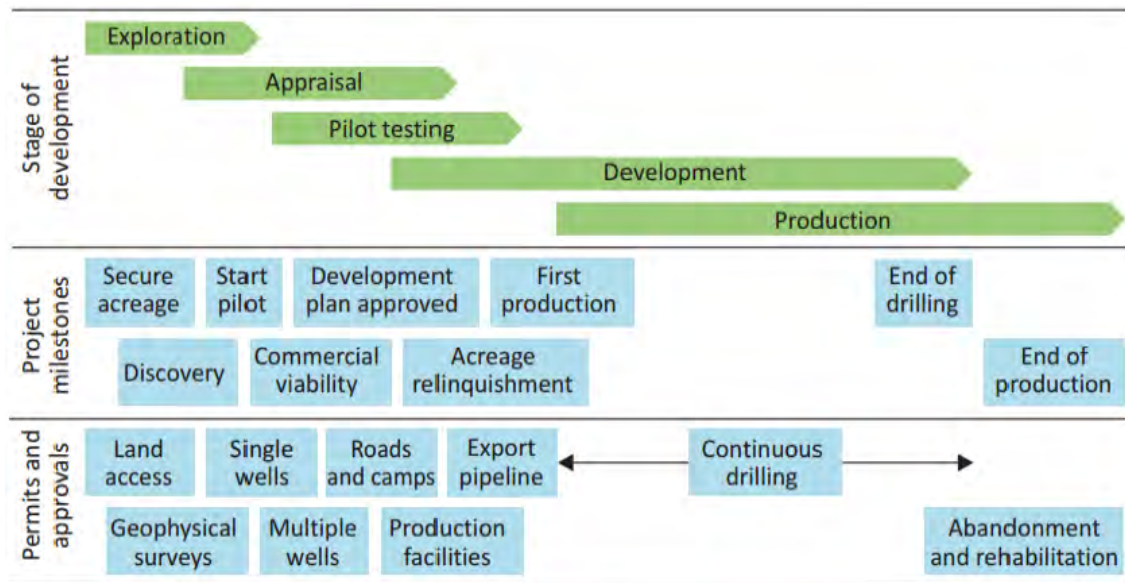 Stage of
development
Exploration
Appraisal
Pilot testing
Development
Production
Project
milestones
Secure
acreage
Start
pilot
Development
plan approved
First
production
End of
drilling
Discovery
Commercial
viability
Acreage
relinquishment
End of
production
Permits and
approvals
Land
access
Single
wells
Roads
and camps
Export
pipeline
Continuous
drilling
Geophysical
surveys
Multiple
wells
Production
facilities
Abandonment
and rehabilitation